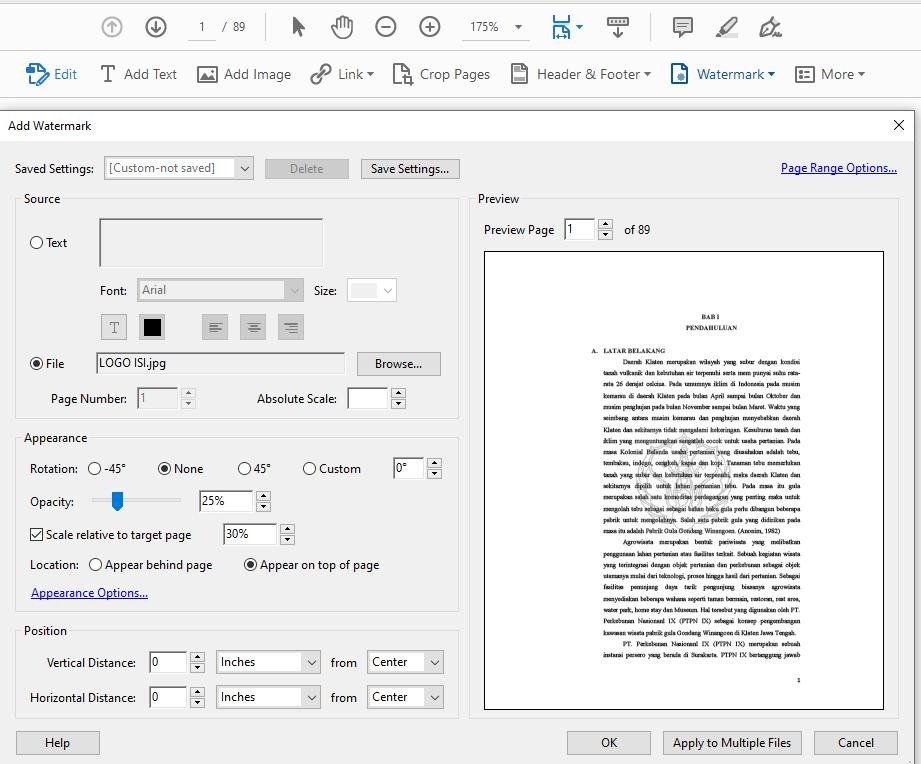 1 / 89 175%
Edit Add Text Add Image Link Crop Pages Header & Footer Watermark More
Add Watermark
Saved Settings: [Custom-not saved] Delete Save Settings... Page Range Options...
Source
Text
Font: Arial Size:
T
File LOGO ISI.jpg Browse...
Page Number: 1 Absolute Scale:
Appearance
Rotation: -45° None 45° Custom 0°
Opacity: 25%
Scale relative to target page 30%
Location: Appear behind page Appear on top of page
Appearance Options...
Position
Vertical Distance: 0 Inches from Center
Horizontal Distance: 0 Inches from Center
Preview
Preview Page 1 of 89
BAB I
PENDAHULUAN
A. LATAR BELAKANG
Daerah Klaten merupakan wilayah yang subur dengan kondisi
tanah vulkanik dan kebutuhan air terpenuhi serta mem punyai suhu rata-
rata 26 derajat celcius. Pada umumnya iklim di Indonesia pada musim
kemarau di daerah Klaten pada bulan April sampai bulan Oktober dan
musim penghujan pada bulan November sampai bulan Maret. Waktu yang
seimbang antara musim kemarau dan penghujan menyebabkan daerah
Klaten dan sekitarnya tidak mengalami kekeringan. Kesuburan tanah dan
iklim yang menguntungkan sangatlah cocok untuk usaha pertanian. Pada
masa Kolonial Belanda usaha pertanian yang diusahakan adalah tebu,
tembakau, indogo, cengkeh, kapas dan kopi. Tanaman tebu memerlukan
tanah yang subur dan kebutuhan air terpenuhi, maka daerah Klaten dan
sekitarnya dipilih untuk lahan pertanian tebu. Pada masa itu gula
merupakan salah satu komoditas perdagangan yang penting maka untuk
mengolah tebu sebagai sebagai bahan baku gula perlu dibangun beberapa
pabrik untuk mengolahnya. Salah satu pabrik gula yang didirikan pada
masa itu adalah Pabrik Gula Gondang Winangoen. (Anonim, 1982)
Agrowisata merupakan bentuk pariwisata yang melibatkan
penggunaan lahan pertanian atau fasilitas terkait. Sebuah kegiatan wisata
yang terintegrasi dengan objek pertanian dan perkebunan sebagai objek
utamanya mulai dari teknologi, proses hingga hasil dari pertanian. Sebagai
fasilitas penunjang daya tarik pengunjung biasanya agrowisata
menyediakan beberapa wahana seperti taman bermain, restoran, rest area,
water park, home stay dan Museum. Hal tersebut yang digunakan oleh PT.
Perkebunan Nasionanl IX (PTPN IX) sebagai konsep pengembangan
kawasan wisata pabrik gula Gondang Winangoen di Klaten Jawa Tengah.
PT. Perkebunan Nasionanl IX (PTPN IX) merupakan sebuah
instansi persero yang berada di Surakarta. PTPN IX bertanggung jawab
1
Help OK Apply to Multiple Files Cancel